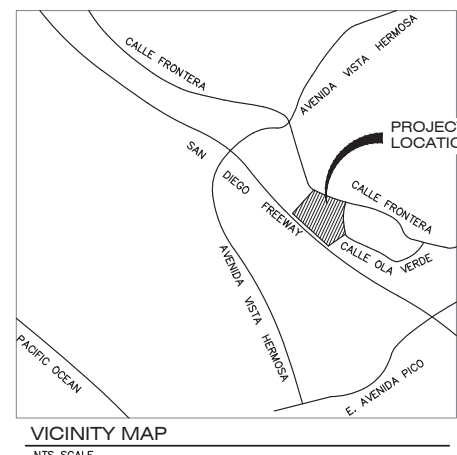 CALLE FRONTERA
AVENIDA VISTA HERMOSA
PROJEC
LOCATIO
SAN DIEGO FREEWAY
CALLE FRONTERA
CALLE OLA VERDE
AVENIDA VISTA HERMOSA
PACIFIC OCEAN
E. AVENIDA PICO
VICINITY MAP
NTS SCALE